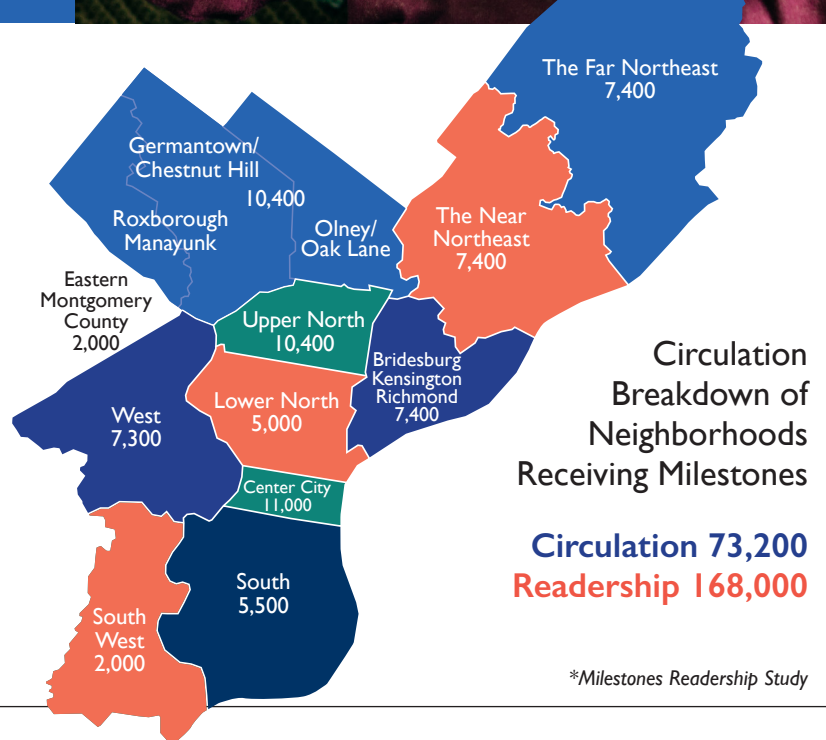 The Far Northeast
7,400
Germantown/
Chestnut Hill
10,400
Roxborough
Manayunk
Olney/
Oak Lane
The Near
Northeast
7,400
Eastern
Montgomery
County
2,000
Upper North
10,400
Bridesburg
Kensington
Richmond
7,400
West
7,300
Lower North
5,000
Center City
11,000
South
5,500
South
West
2,000
Circulation
Breakdown of
Neighborhoods
Receiving Milestones
Circulation 73,200
Readership 168,000
*Milestones Readership Study